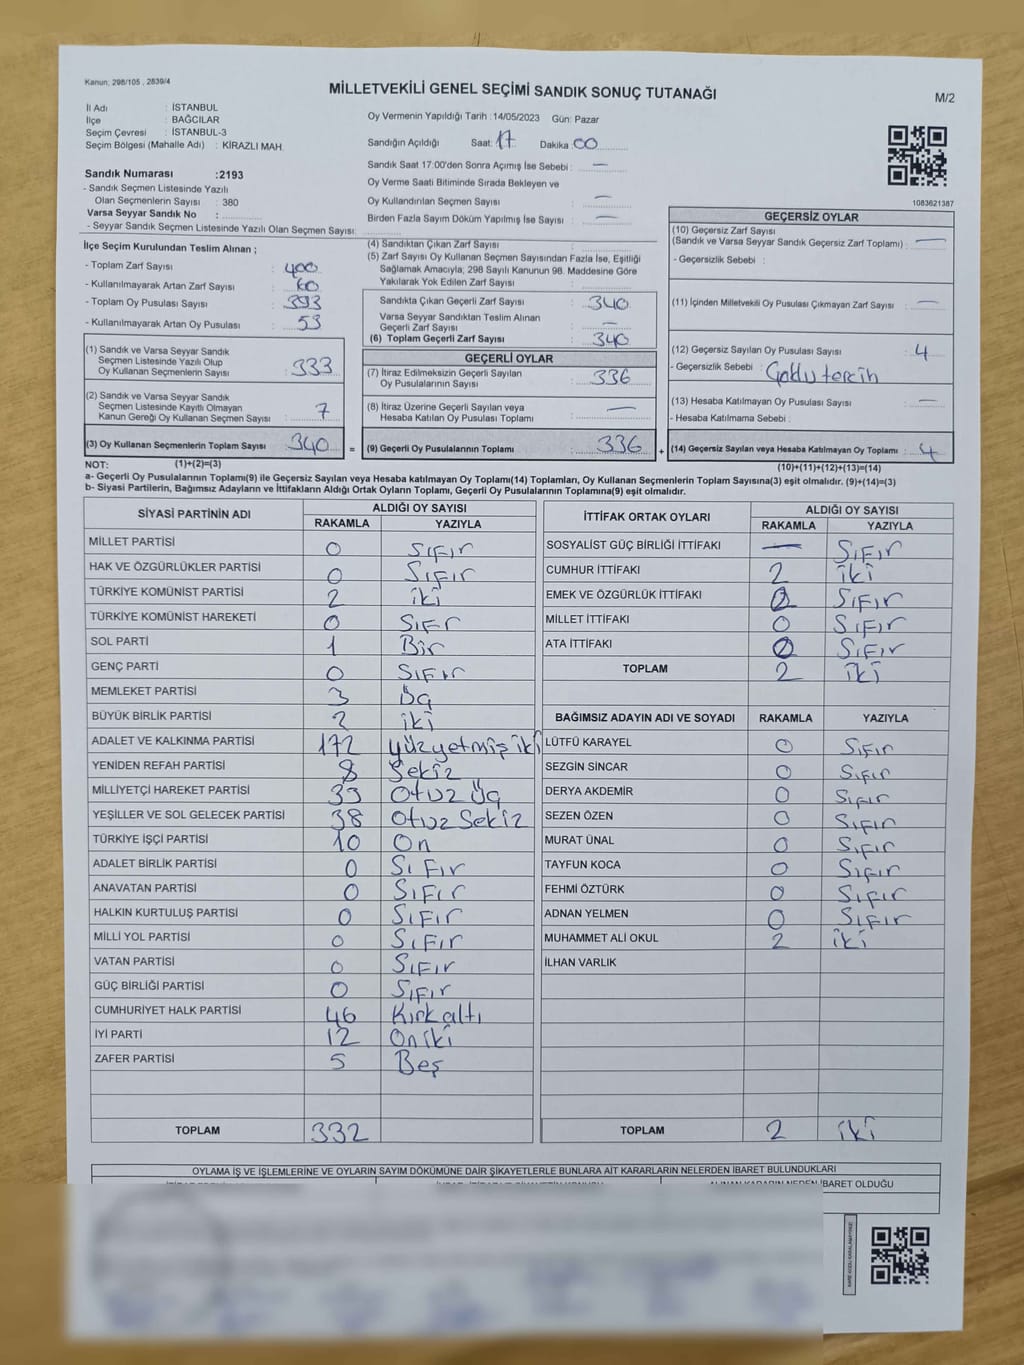 Kanun; 298/105 , 2839/4
MİLLETVEKİLİ GENEL SEÇİMİ SANDIK SONUÇ TUTANAĞI
M/2
İl Adı : İSTANBUL
İlçe : BAĞCILAR
Seçim Çevresi : İSTANBUL-3
Seçim Bölgesi (Mahalle Adı) : KİRAZLI MAH.
Oy Vermenin Yapıldığı Tarih : 14/05/2023 Gün: Pazar
Sandığın Açıldığı Saat: 17 Dakika: 00
Sandık Saat 17:00'den Sonra Açımış İse Sebebi : —
Oy Verme Saati Bitiminde Sırada Bekleyen ve
Oy Kullandırılan Seçmen Sayısı : —
Birden Fazla Sayım Döküm Yapılmış İse Sayısı : —
1083621387
Sandık Numarası :2193
- Sandık Seçmen Listesinde Yazılı
Olan Seçmenlerin Sayısı : 380
Varsa Seyyar Sandık No :
- Seyyar Sandık Seçmen Listesinde Yazılı Olan Seçmen Sayısı:
İlçe Seçim Kurulundan Teslim Alınan ;
- Toplam Zarf Sayısı : 400
- Kullanılmayarak Artan Zarf Sayısı : 60
- Toplam Oy Pusulası Sayısı : 393
- Kullanılmayarak Artan Oy Pusulası : 53
(1) Sandık ve Varsa Seyyar Sandık
Seçmen Listesinde Yazılı Olup
Oy Kullanan Seçmenlerin Sayısı : 333
(2) Sandık ve Varsa Seyyar Sandık
Seçmen Listesinde Kayıtlı Olmayan
Kanun Gereği Oy Kullanan Seçmen Sayısı : 7
(3) Oy Kullanan Seçmenlerin Toplam Sayısı : 340 =
(4) Sandıktan Çıkan Zarf Sayısı :
(5) Zarf Sayısı Oy Kullanan Seçmen Sayısından Fazla İse, Eşitliği
Sağlamak Amacıyla, 298 Sayılı Kanunun 98. Maddesine Göre
Yakılarak Yok Edilen Zarf Sayısı :
Sandıkta Çıkan Geçerli Zarf Sayısı : 340
Varsa Seyyar Sandıktan Teslim Alınan
Geçerli Zarf Sayısı : —
(6) Toplam Geçerli Zarf Sayısı : 340
GEÇERLİ OYLAR
(7) İtiraz Edilmeksizin Geçerli Sayılan
Oy Pusulalarının Sayısı : 336
(8) İtiraz Üzerine Geçerli Sayılan veya
Hesaba Katılan Oy Pusulası Toplamı : —
(9) Geçerli Oy Pusulalarının Toplamı : 336 +
GEÇERSİZ OYLAR
(10) Geçersiz Zarf Sayısı
(Sandık ve Varsa Seyyar Sandık Geçersiz Zarf Toplamı) : —
- Geçersizlik Sebebi :
(11) İçinden Milletvekili Oy Pusulası Çıkmayan Zarf Sayısı : —
(12) Geçersiz Sayılan Oy Pusulası Sayısı : 4
- Geçersizlik Sebebi : Çoklu tercih
(13) Hesaba Katılmayan Oy Pusulası Sayısı : —
- Hesaba Katılmama Sebebi :
(14) Geçersiz Sayılan veya Hesaba Katılmayan Oy Toplamı : 4
NOT: (1)+(2)=(3)
(10)+(11)+(12)+(13)=(14)
a- Geçerli Oy Pusulalarının Toplamı(9) ile Geçersiz Sayılan veya Hesaba katılmayan Oy Toplamı(14) Toplamları, Oy Kullanan Seçmenlerin Toplam Sayısına(3) eşit olmalıdır. (9)+(14)=(3)
b- Siyasi Partilerin, Bağımsız Adayların ve İttifakların Aldığı Ortak Oyların Toplamı, Geçerli Oy Pusulalarının Toplamına(9) eşit olmalıdır.
SİYASİ PARTİNİN ADI ALDIĞI OY SAYISI
RAKAMLA YAZIYLA
MİLLET PARTİSİ 0 Sıfır
HAK VE ÖZGÜRLÜKLER PARTİSİ 0 Sıfır
TÜRKİYE KOMÜNİST PARTİSİ 2 iki
TÜRKİYE KOMÜNİST HAREKETİ 0 Sıfr
SOL PARTİ 1 Bir
GENÇ PARTİ 0 Sıfır
MEMLEKET PARTİSİ 3 Üç
BÜYÜK BİRLİK PARTİSİ 2 iki
ADALET VE KALKINMA PARTİSİ 172 yüzyetmiş iki
YENİDEN REFAH PARTİSİ 8 Sekiz
MİLLİYETÇİ HAREKET PARTİSİ 33 Otuz Üç
YEŞİLLER VE SOL GELECEK PARTİSİ 38 Otuz Sekiz
TÜRKİYE İŞÇİ PARTİSİ 10 On
ADALET BİRLİK PARTİSİ 0 Sıfır
ANAVATAN PARTİSİ 0 Sıfır
HALKIN KURTULUŞ PARTİSİ 0 Sıfır
MİLLİ YOL PARTİSİ 0 Sıfır
VATAN PARTİSİ 0 Sıfır
GÜÇ BİRLİĞİ PARTİSİ 0 Sıfır
CUMHURİYET HALK PARTİSİ 46 Kırk altı
İYİ PARTİ 12 On iki
ZAFER PARTİSİ 5 Beş
TOPLAM 332
İTTİFAK ORTAK OYLARI ALDIĞI OY SAYISI
RAKAMLA YAZIYLA
SOSYALİST GÜÇ BİRLİĞİ İTTİFAKI — Sıfır
CUMHUR İTTİFAKI 2 iki
EMEK VE ÖZGÜRLÜK İTTİFAKI Sıfır
MİLLET İTTİFAKI 0 Sıfır
ATA İTTİFAKI 0 Sıfır
TOPLAM 2 iki
BAĞIMSIZ ADAYIN ADI VE SOYADI RAKAMLA YAZIYLA
LÜTFÜ KARAYEL 0 Sıfır
SEZGİN SİNCAR 0 Sıfır
DERYA AKDEMİR 0 Sıfır
SEZEN ÖZEN 0 Sıfır
MURAT ÜNAL 0 Sıfır
TAYFUN KOCA 0 Sıfır
FEHMİ ÖZTÜRK 0 Sıfır
ADNAN YELMEN 0 Sıfır
MUHAMMET ALİ OKUL 2 iki
İLHAN VARLIK
TOPLAM 2 iki
OYLAMA İŞ VE İŞLEMLERİNE VE OYLARIN SAYIM DÖKÜMÜNE DAİR ŞİKAYETLERLE BUNLARA AİT KARARLARIN NELERDEN İBARET BULUNDUKLARI
İBARET OLDUĞU